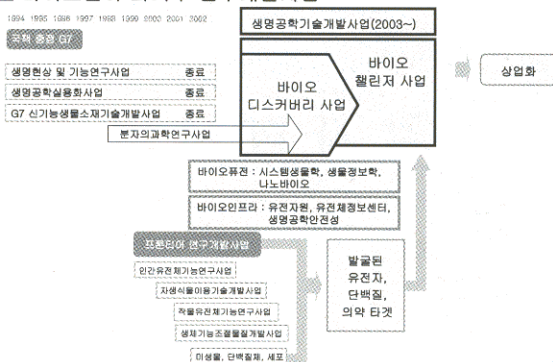 1994 1995 1996 1997 1998 1999 2000 2001 2002 ...
생명공학기술개발사업(2003~)
국책 중형 G7
생명현상 및 기능연구사업 종료
생명공학실용화사업 종료
G7 신기능생물소재기술개발사업 종료
분자의과학연구사업
바이오
디스커버리 사업
바이오
챌린저 사업
상업화
바이오퓨전 : 시스템생물학, 생물정보학,
나노바이오
바이오인프라 : 유전자원, 유전체정보센터,
생명공학안전성
프론티어 연구개발사업
인간유전체기능연구사업
자생식물이용기술개발사업
작물유전체기능연구사업
생체기능조절물질개발사업
미생물, 단백질체, 세포
발굴된
유전자,
단백질,
의약 타겟